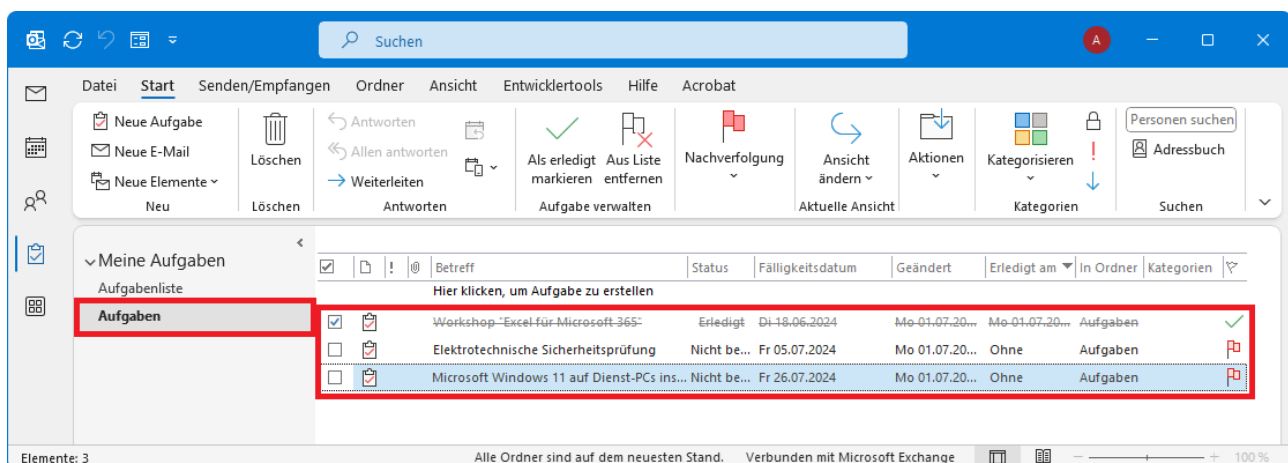 Suchen
A
Datei Start Senden/Empfangen Ordner Ansicht Entwicklertools Hilfe Acrobat
Neue Aufgabe
Neue E-Mail
Neue Elemente
Neu
Löschen
Löschen
Antworten
Allen antworten
Weiterleiten
Antworten
Als erledigt markieren
Aus Liste entfernen
Aufgabe verwalten
Nachverfolgung
Ansicht ändern
Aktuelle Ansicht
Aktionen
Kategorisieren
Kategorien
Personen suchen
Adressbuch
Suchen
Meine Aufgaben
Aufgabenliste
Aufgaben
! Betreff Status Fälligkeitsdatum Geändert Erledigt am In Ordner Kategorien
Hier klicken, um Aufgabe zu erstellen
Workshop "Excel für Microsoft 365" Erledigt Di 18.06.2024 Mo 01.07.20... Mo 01.07.20... Aufgaben
Elektrotechnische Sicherheitsprüfung Nicht be... Fr 05.07.2024 Mo 01.07.20... Ohne Aufgaben
Microsoft Windows 11 auf Dienst-PCs ins... Nicht be... Fr 26.07.2024 Mo 01.07.20... Ohne Aufgaben
Elemente: 3 Alle Ordner sind auf dem neuesten Stand. Verbunden mit Microsoft Exchange 100 %